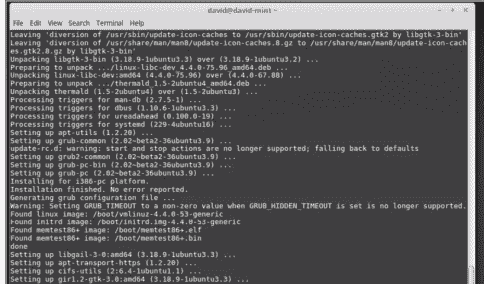 david@david-mint ~
File Edit View Search Terminal Help
Leaving 'diversion of /usr/sbin/update-icon-caches to /usr/sbin/update-icon-caches.gtk2 by libgtk-3-bin'
Leaving 'diversion of /usr/share/man/man8/update-icon-caches.8.gz to /usr/share/man/man8/update-icon-cach
es.gtk2.8.gz by libgtk-3-bin'
Unpacking libgtk-3-bin (3.18.9-1ubuntu3.3) over (3.18.9-1ubuntu3.2) ...
Preparing to unpack .../linux-libc-dev_4.4.0-75.96_amd64.deb ...
Unpacking linux-libc-dev:amd64 (4.4.0-75.96) over (4.4.0-67.88) ...
Preparing to unpack .../thermald_1.5-2ubuntu4_amd64.deb ...
Unpacking thermald (1.5-2ubuntu4) over (1.5-2ubuntu3) ...
Processing triggers for man-db (2.7.5-1) ...
Processing triggers for dbus (1.10.6-1ubuntu3.3) ...
Processing triggers for ureadahead (0.100.0-19) ...
Processing triggers for systemd (229-4ubuntu16) ...
Setting up apt-utils (1.2.20) ...
Setting up grub-common (2.02~beta2-36ubuntu3.9) ...
update-rc.d: warning: start and stop actions are no longer supported; falling back to defaults
Setting up grub2-common (2.02~beta2-36ubuntu3.9) ...
Setting up grub-pc-bin (2.02~beta2-36ubuntu3.9) ...
Setting up grub-pc (2.02~beta2-36ubuntu3.9) ...
Installing for i386-pc platform.
Installation finished. No error reported.
Generating grub configuration file ...
Warning: Setting GRUB_TIMEOUT to a non-zero value when GRUB_HIDDEN_TIMEOUT is set is no longer supported.
Found linux image: /boot/vmlinuz-4.4.0-53-generic
Found initrd image: /boot/initrd.img-4.4.0-53-generic
Found memtest86+ image: /boot/memtest86+.elf
Found memtest86+ image: /boot/memtest86+.bin
done
Setting up libgail-3-0:amd64 (3.18.9-1ubuntu3.3) ...
Setting up apt-transport-https (1.2.20) ...
Setting up cifs-utils (2:6.4-1ubuntu1.1) ...
Setting up gir1.2-gtk-3.0:amd64 (3.18.9-1ubuntu3.3) ...